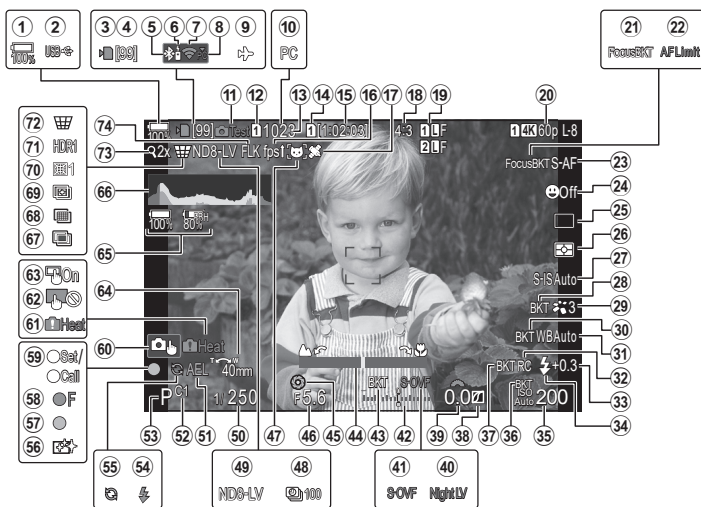 1 2 3 4 5 6 7 8 9 10 21 22
100% USB [99] PC FocusBKT AF Limit
11 12 13 14 15 16 17 18 19 20
100% [99] Test 1 1023 1 [1:02:03] 4:3 1 L F 1 4K 60p L-8
2x ND8-LV FLK fps↑ 2 L F
FocusBKT S-AF 23
72 74
71 HDR1 73
70 1
69
68 66
67 100% 80% 65
Off 24
25
26
S-IS Auto 27
28
BKT 3 29
30
BKT WBAuto 31
63 On
62 64
61 Heat
Heat
60 T W
AEL 40mm
BKT RC +0.3 32
33
34
59 Set/
Call
58 F
57
56
P C1 1/ 250 F5.6 BKT S-OVF 0.0 BKT ISO Auto 200
53 52 51 50 47 46 45 44 43 42 39 38 37 36 35
55 54 49 48 41 40
ND8-LV 100 S-OVF Night LV